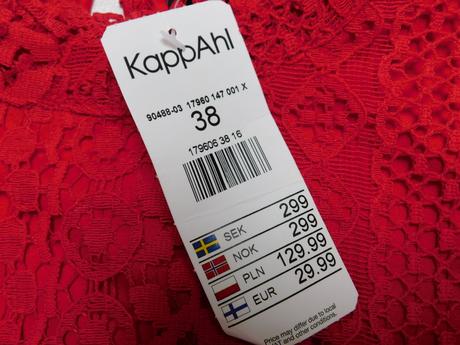 KappAhl
90488-03 17960 147 001 X
38
179606 38 16
SEK 299
NOK 299
PLN 129.99
EUR 29.99
Price may differ due to local
VAT and other conditions.